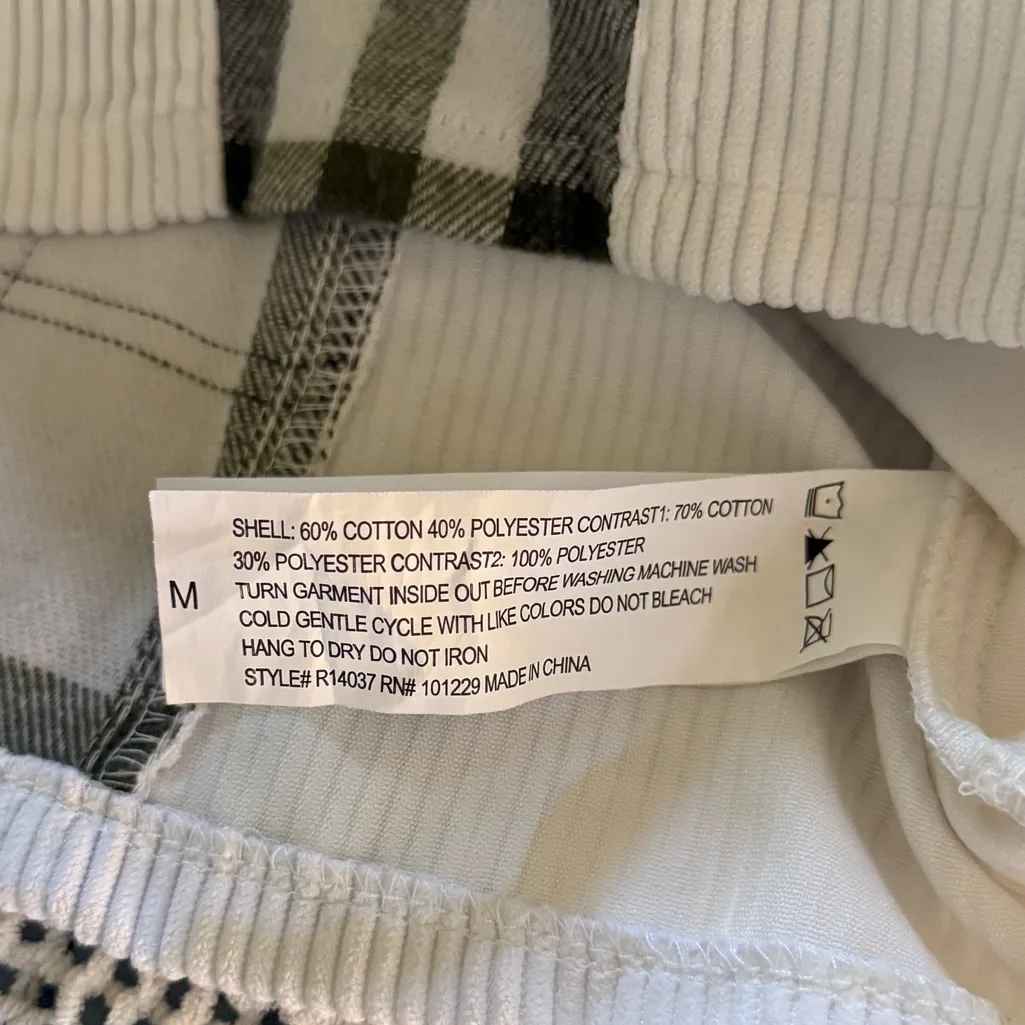 M
SHELL: 60% COTTON 40% POLYESTER CONTRAST1: 70% COTTON
30% POLYESTER CONTRAST2: 100% POLYESTER
TURN GARMENT INSIDE OUT BEFORE WASHING MACHINE WASH
COLD GENTLE CYCLE WITH LIKE COLORS DO NOT BLEACH
HANG TO DRY DO NOT IRON
STYLE# R14037 RN# 101229 MADE IN CHINA